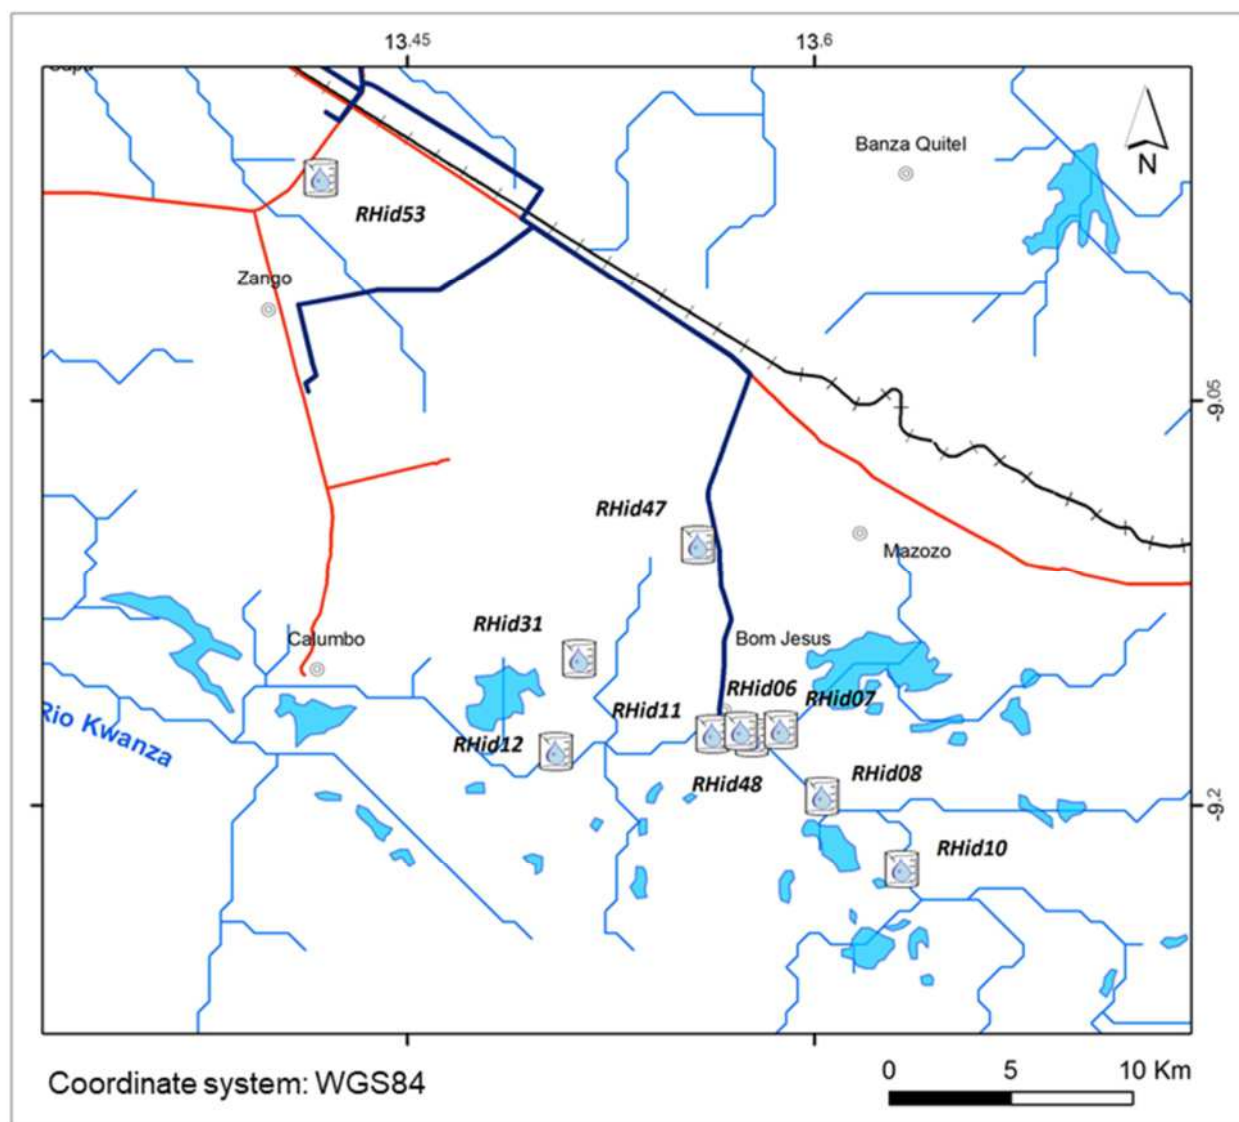 13.45
13.6
Banza Quitel
N
RHid53
Zango
-9.05
RHid47
Mazozo
RHid31
Calumbo
Bom Jesus
RHid06
RHid07
RHid11
Rio Kwanza
RHid12
RHid08
RHid48
-9.2
RHid10
Coordinate system: WGS84
0 5 10 Km